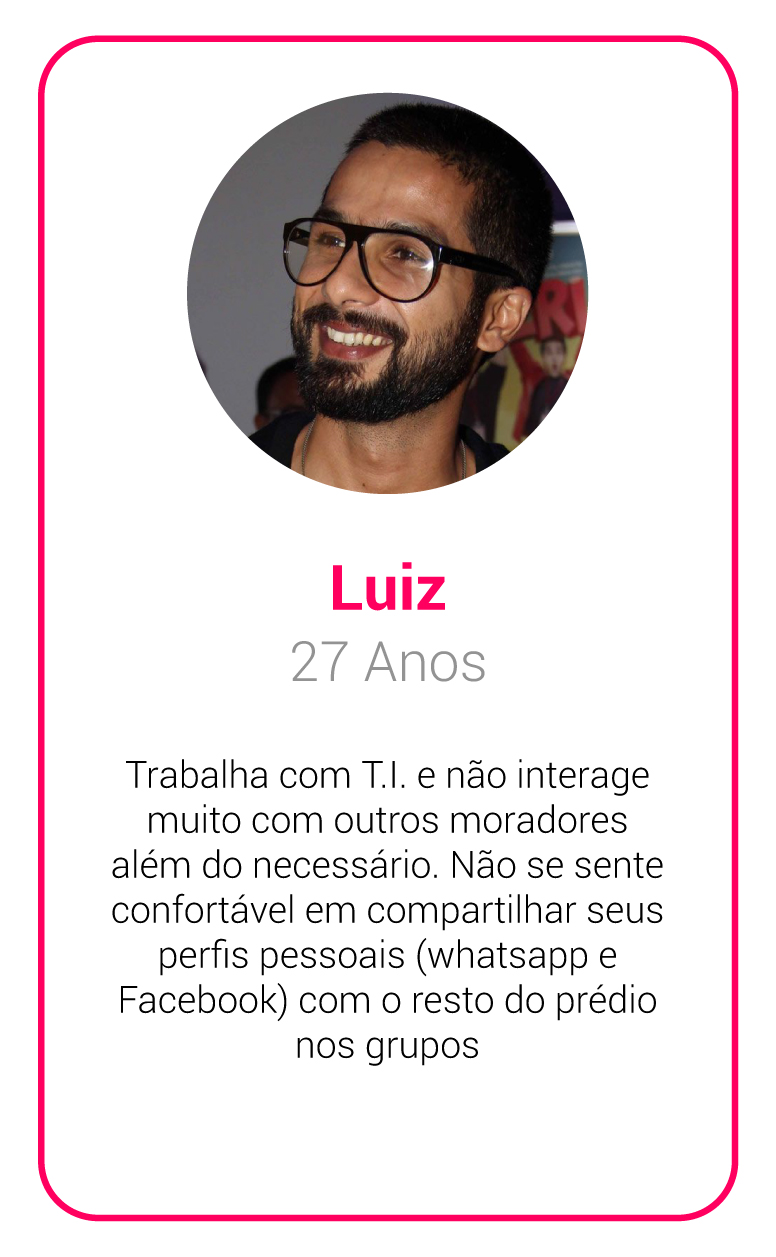 Luiz
27 Anos
Trabalha com T.I. e não interage
muito com outros moradores
além do necessário. Não se sente
confortável em compartilhar seus
perfis pessoais (whatsapp e
Facebook) com o resto do prédio
nos grupos